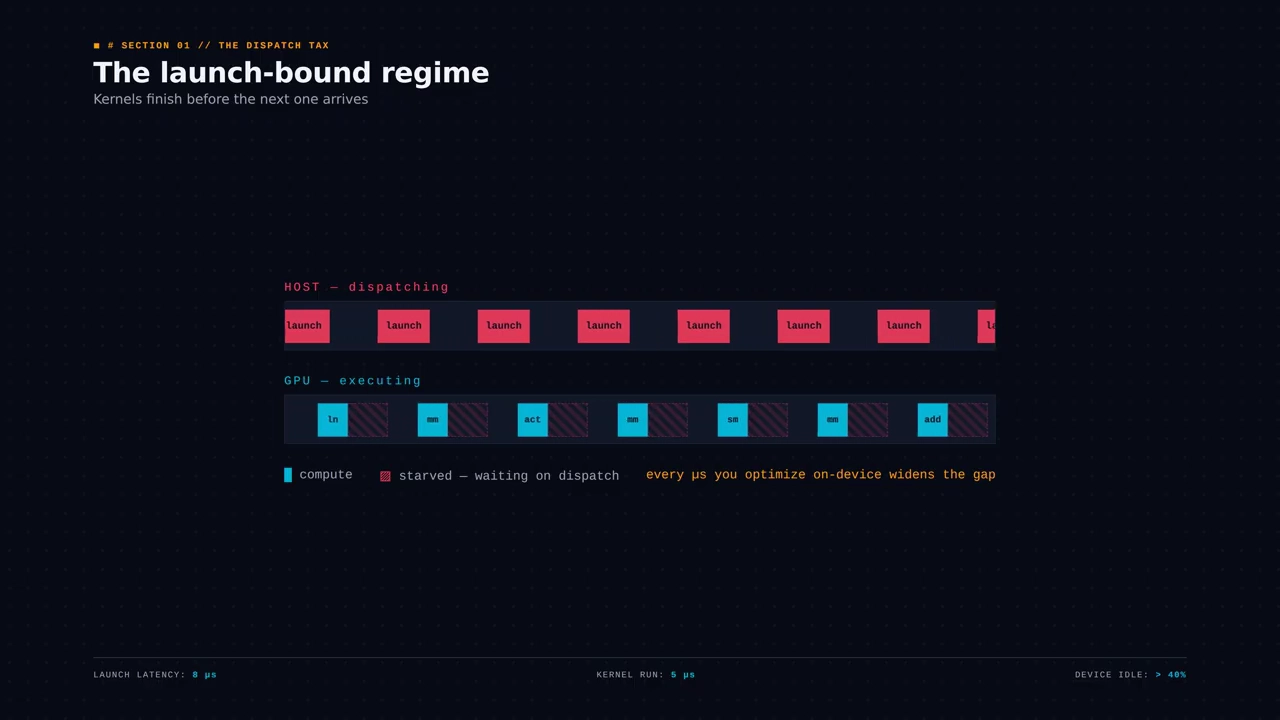 # SECTION 01 // THE DISPATCH TAX
The launch-bound regime
Kernels finish before the next one arrives
HOST — dispatching
launch launch launch launch launch launch launch la
GPU — executing
ln mm act mm sm mm add
compute starved — waiting on dispatch every µs you optimize on-device widens the gap
LAUNCH LATENCY: 8 µs KERNEL RUN: 5 µs DEVICE IDLE: > 40%